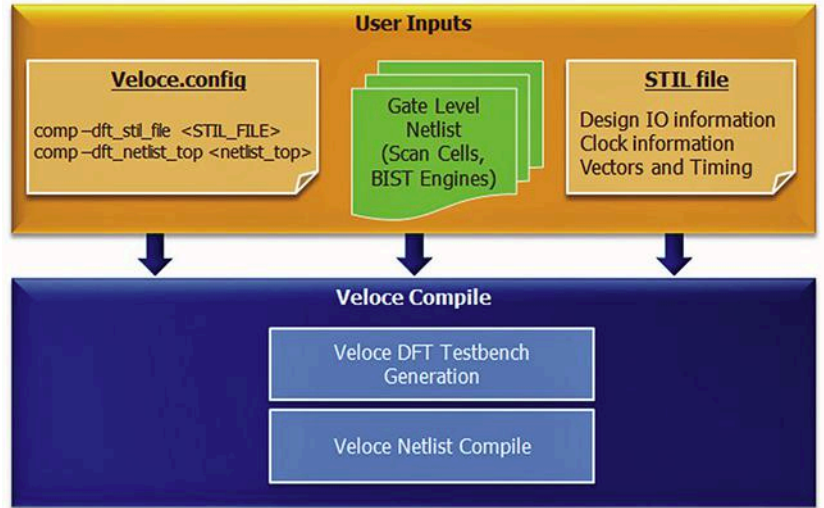 User Inputs
Veloce.config
comp –dft_stil_file <STIL_FILE>
comp –dft_netlist_top <netlist_top>
Gate Level
Netlist
(Scan Cells,
BIST Engines)
STIL file
Design IO information
Clock information
Vectors and Timing
Veloce Compile
Veloce DFT Testbench
Generation
Veloce Netlist Compile